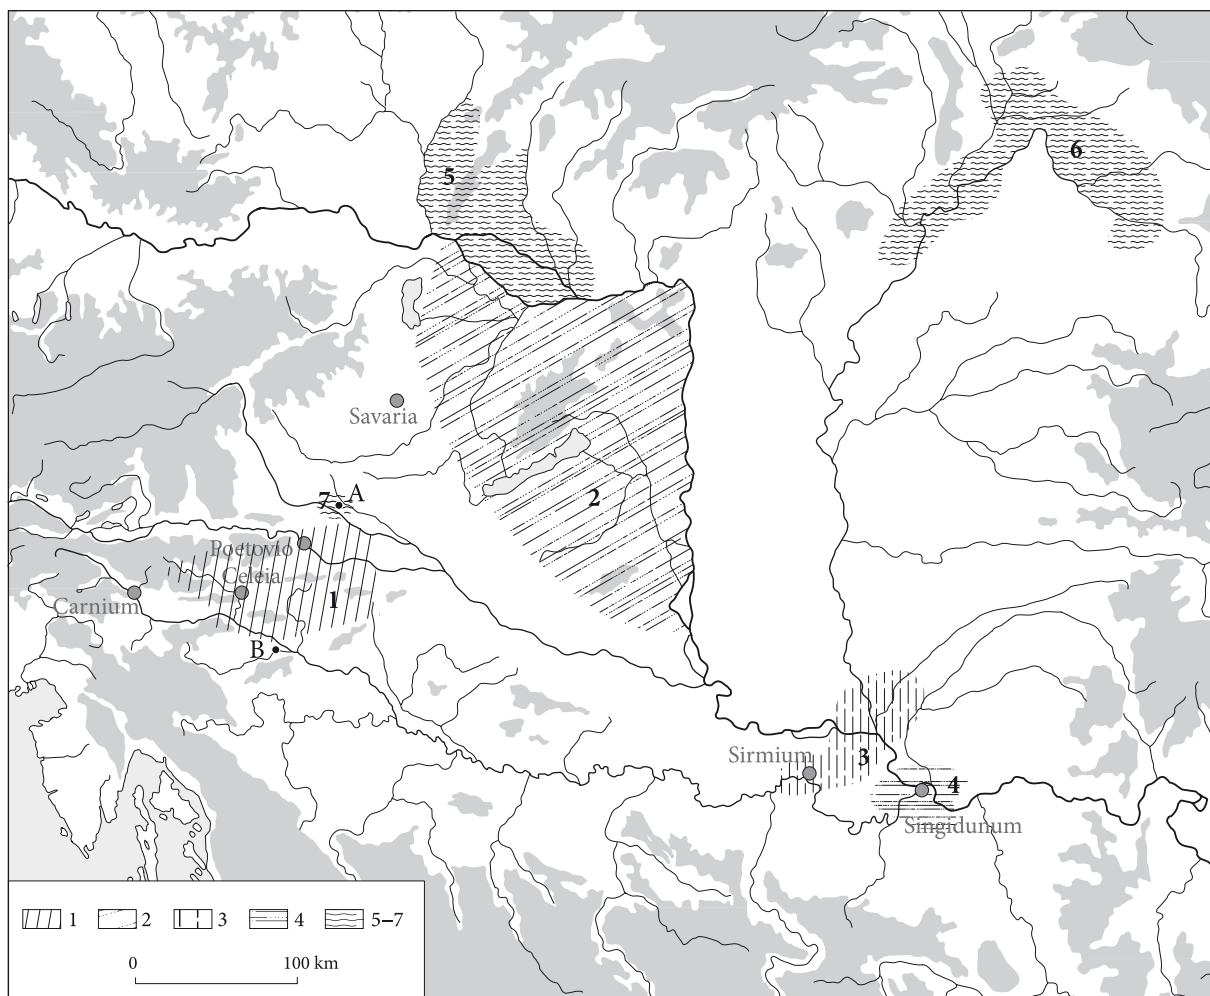 6
5
Savaria
7 A
2
Poetovio
Celeia
Carnium
1
B
Sirmium
3
4
Singidunum
1 2 3 4 5–7
0 100 km